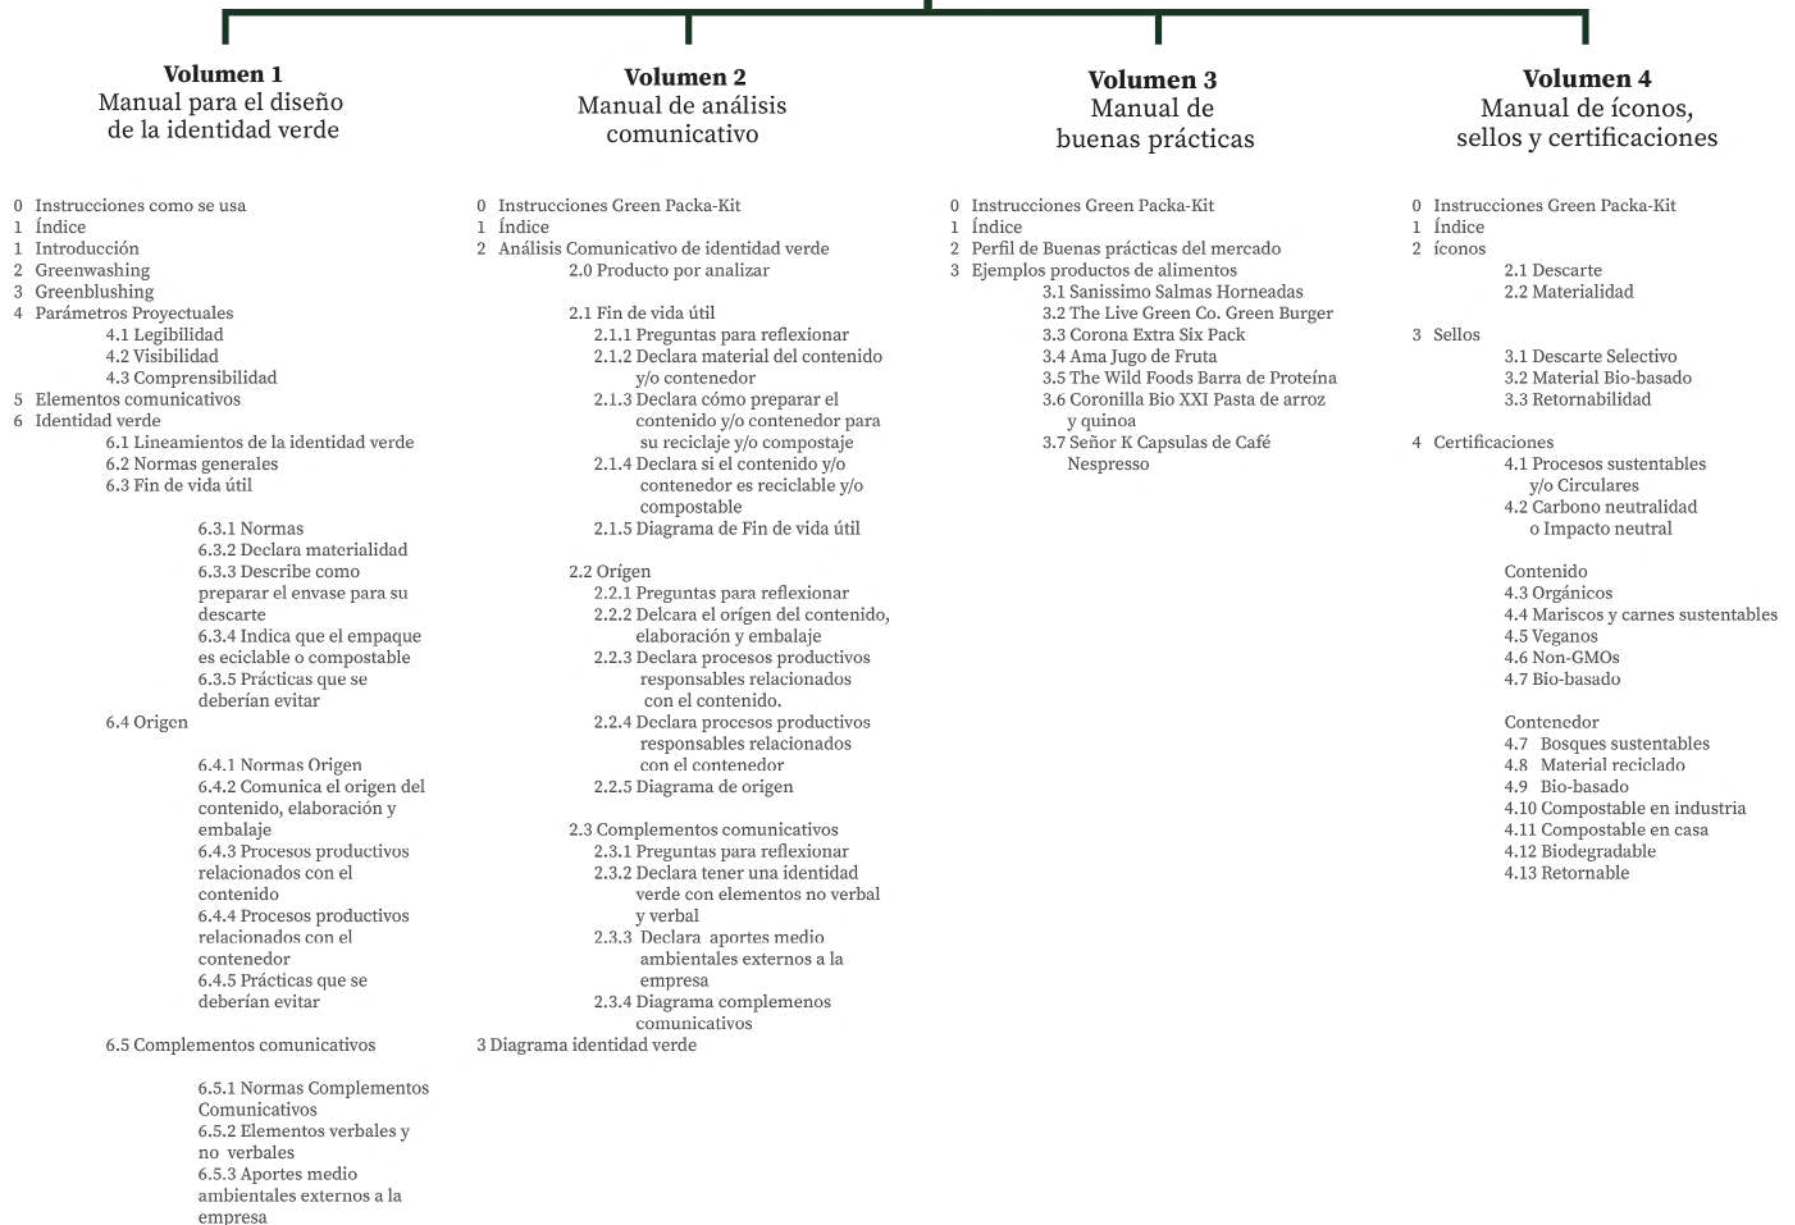 Volumen 1
Manual para el diseño
de la identidad verde
0 Instrucciones como se usa
1 Índice
1 Introducción
2 Greenwashing
3 Greenblushing
4 Parámetros Proyectuales
4.1 Legibilidad
4.2 Visibilidad
4.3 Comprensibilidad
5 Elementos comunicativos
6 Identidad verde
6.1 Lineamientos de la identidad verde
6.2 Normas generales
6.3 Fin de vida útil
6.3.1 Normas
6.3.2 Declara materialidad
6.3.3 Describe como
preparar el envase para su
descarte
6.3.4 Indica que el empaque
es eciclable o compostable
6.3.5 Prácticas que se
deberían evitar
6.4 Origen
6.4.1 Normas Origen
6.4.2 Comunica el origen del
contenido, elaboración y
embalaje
6.4.3 Procesos productivos
relacionados con el
contenido
6.4.4 Procesos productivos
relacionados con el
contenedor
6.4.5 Prácticas que se
deberían evitar
6.5 Complementos comunicativos
6.5.1 Normas Complementos
Comunicativos
6.5.2 Elementos verbales y
no verbales
6.5.3 Aportes medio
ambientales externos a la
empresa
Volumen 2
Manual de análisis
comunicativo
0 Instrucciones Green Packa-Kit
1 Índice
2 Análisis Comunicativo de identidad verde
2.0 Producto por analizar
2.1 Fin de vida útil
2.1.1 Preguntas para reflexionar
2.1.2 Declara material del contenido
y/o contenedor
2.1.3 Declara cómo preparar el
contenido y/o contenedor para
su reciclaje y/o compostaje
2.1.4 Declara si el contenido y/o
contenedor es reciclable y/o
compostable
2.1.5 Diagrama de Fin de vida útil
2.2 Orígen
2.2.1 Preguntas para reflexionar
2.2.2 Delcara el orígen del contenido,
elaboración y embalaje
2.2.3 Declara procesos productivos
responsables relacionados
con el contenido.
2.2.4 Declara procesos productivos
responsables relacionados
con el contenedor
2.2.5 Diagrama de origen
2.3 Complementos comunicativos
2.3.1 Preguntas para reflexionar
2.3.2 Declara tener una identidad
verde con elementos no verbal
y verbal
2.3.3 Declara aportes medio
ambientales externos a la
empresa
2.3.4 Diagrama complemenos
comunicativos
3 Diagrama identidad verde
Volumen 3
Manual de
buenas prácticas
0 Instrucciones Green Packa-Kit
1 Índice
2 Perfil de Buenas prácticas del mercado
3 Ejemplos productos de alimentos
3.1 Sanissimo Salmas Horneadas
3.2 The Live Green Co. Green Burger
3.3 Corona Extra Six Pack
3.4 Ama Jugo de Fruta
3.5 The Wild Foods Barra de Proteína
3.6 Coronilla Bio XXI Pasta de arroz
y quinoa
3.7 Señor K Capsulas de Café
Nespresso
Volumen 4
Manual de íconos,
sellos y certificaciones
0 Instrucciones Green Packa-Kit
1 Índice
2 íconos
2.1 Descarte
2.2 Materialidad
3 Sellos
3.1 Descarte Selectivo
3.2 Material Bio-basado
3.3 Retornabilidad
4 Certificaciones
4.1 Procesos sustentables
y/o Circulares
4.2 Carbono neutralidad
o Impacto neutral
Contenido
4.3 Orgánicos
4.4 Mariscos y carnes sustentables
4.5 Veganos
4.6 Non-GMOs
4.7 Bio-basado
Contenedor
4.7 Bosques sustentables
4.8 Material reciclado
4.9 Bio-basado
4.10 Compostable en industria
4.11 Compostable en casa
4.12 Biodegradable
4.13 Retornable